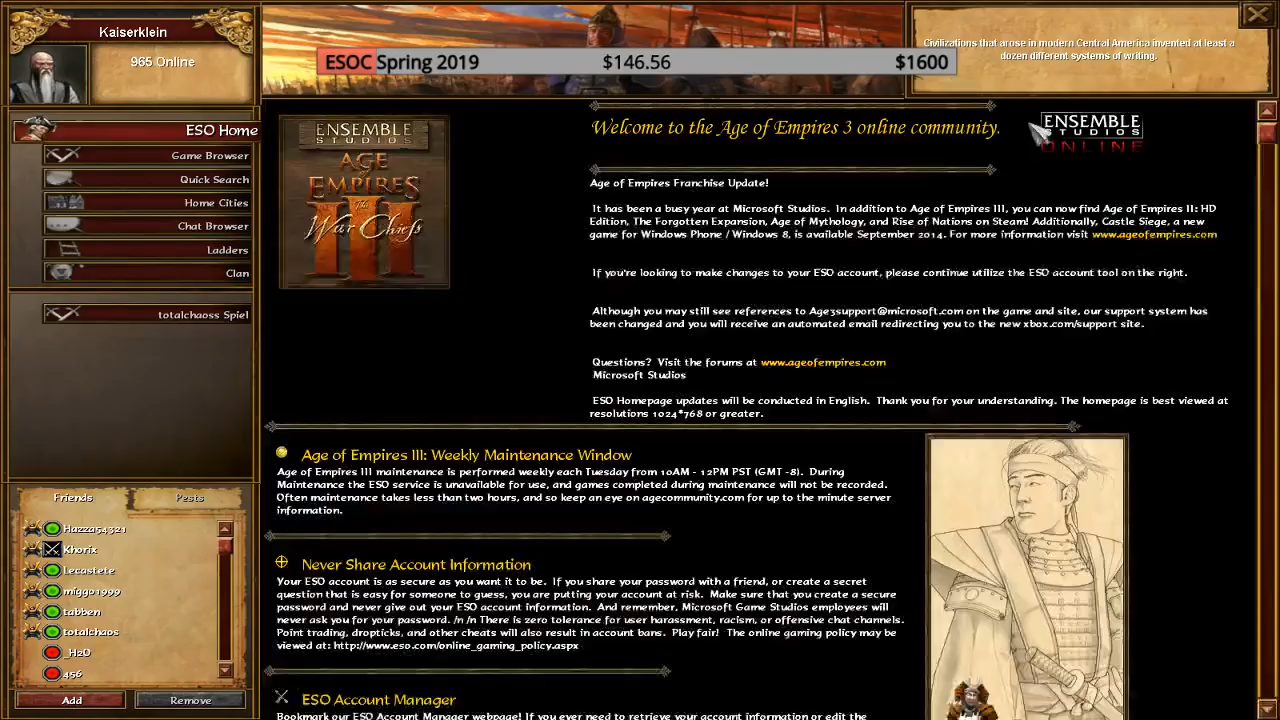 Kaiserklein
965 Online
ESOC Spring 2019 $146.56 $1600
Civilizations that arose in modern Central America invented at least a
dozen different systems of writing.
ESO Home
Game Browser
Quick Search
Home Cities
Chat Browser
Ladders
Clan
totalchaoss Spiel
Friends
Pests
Hazza54321
Khorix
Lecastete
miggo1999
tabben
totalchaos
_H2O
456
Add
Remove
ENSEMBLE
STUDIOS
AGE
of
EMPIRES
III
The
WarChiefs
Welcome to the Age of Empires 3 online community.
ENSEMBLE
STUDIOS
ONLINE
Age of Empires Franchise Update!
It has been a busy year at Microsoft Studios. In addition to Age of Empires III, you can now find Age of Empires II: HD
Edition, The Forgotten Expansion, Age of Mythology, and Rise of Nations on Steam! Additionally, Castle Siege, a new
game for Windows Phone / Windows 8, is available September 2014. For more information visit www.ageofempires.com
If you're looking to make changes to your ESO account, please continue utilize the ESO account tool on the right.
Although you may still see references to Age3support@microsoft.com on the game and site, our support system has
been changed and you will receive an automated email redirecting you to the new xbox.com/support site.
Questions? Visit the forums at www.ageofempires.com
Microsoft Studios
ESO Homepage updates will be conducted in English. Thank you for your understanding. The homepage is best viewed at
resolutions 1024*768 or greater.
Age of Empires III: Weekly Maintenance Window
Age of Empires III maintenance is performed weekly each Tuesday from 10AM - 12PM PST (GMT -8). During
Maintenance the ESO service is unavailable for use, and games completed during maintenance will not be recorded.
Often maintenance takes less than two hours, and so keep an eye on agecommunity.com for up to the minute server
information.
Never Share Account Information
Your ESO account is as secure as you want it to be. If you share your password with a friend, or create a secret
question that is easy for someone to guess, you are putting your account at risk. Make sure that you create a secure
password and never give out your ESO account information. And remember, Microsoft Game Studios employees will
never ask you for your password. /n /n There is zero tolerance for user harassment, racism, or offensive chat channels.
Point trading, dropticks, and other cheats will also result in account bans. Play fair! The online gaming policy may be
viewed at: http://www.eso.com/online_gaming_policy.aspx
ESO Account Manager
Bookmark our ESO Account Manager webpage! If you ever need to retrieve your account information or edit the